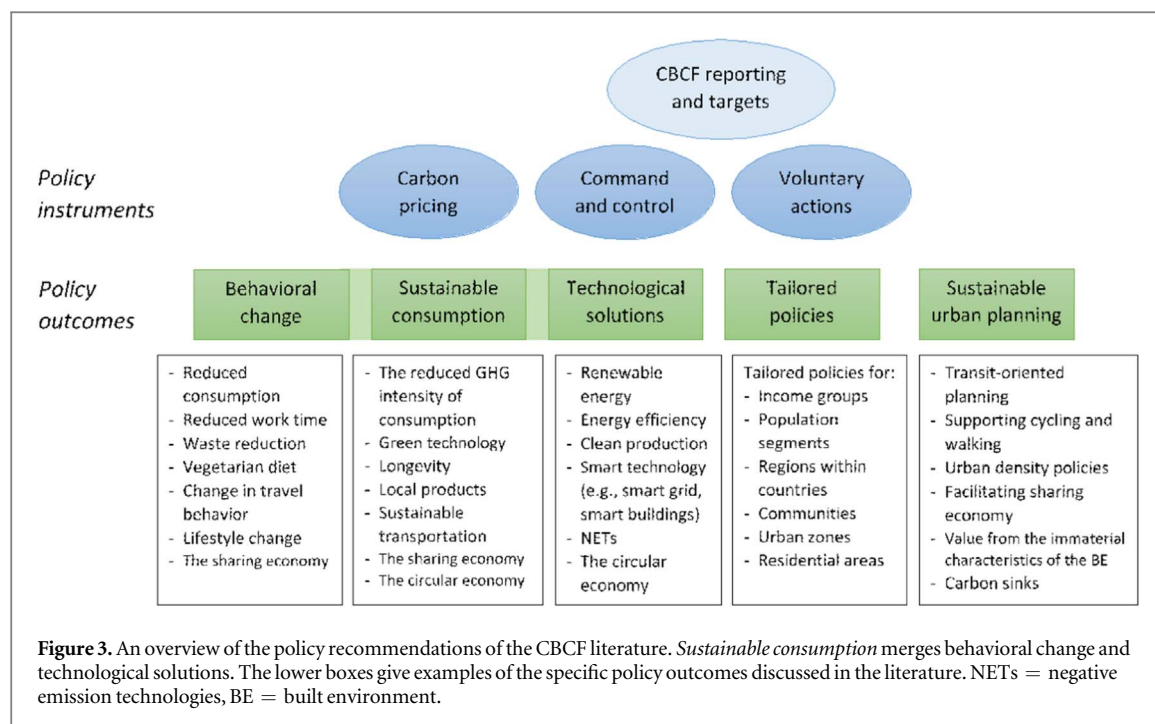 CBCF reporting
and targets
Policy
instruments
Carbon
pricing
Command
and control
Voluntary
actions
Policy
outcomes
Behavioral
change
Sustainable
consumption
Technological
solutions
Tailored
policies
Sustainable
urban planning
- Reduced
consumption
- Reduced work time
- Waste reduction
- Vegetarian diet
- Change in travel
behavior
- Lifestyle change
- The sharing economy
- The reduced GHG
intensity of
consumption
- Green technology
- Longevity
- Local products
- Sustainable
transportation
- The sharing economy
- The circular economy
- Renewable
energy
- Energy efficiency
- Clean production
- Smart technology
(e.g., smart grid,
smart buildings)
- NETs
- The circular
economy
Tailored policies for:
- Income groups
- Population
segments
- Regions within
countries
- Communities
- Urban zones
- Residential areas
- Transit-oriented
planning
- Supporting cycling and
walking
- Urban density policies
- Facilitating sharing
economy
- Value from the immaterial
characteristics of the BE
- Carbon sinks
Figure 3. An overview of the policy recommendations of the CBCF literature. Sustainable consumption merges behavioral change and
technological solutions. The lower boxes give examples of the specific policy outcomes discussed in the literature. NETs = negative
emission technologies, BE = built environment.